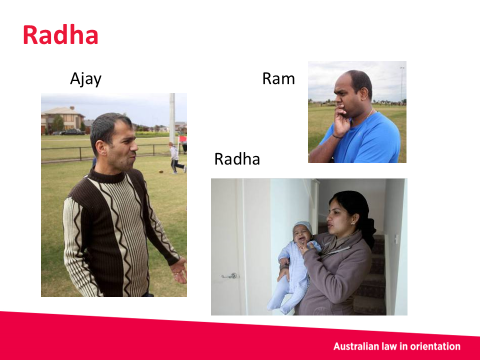 Radha
Ajay
Ram
Radha
Australian law in orientation